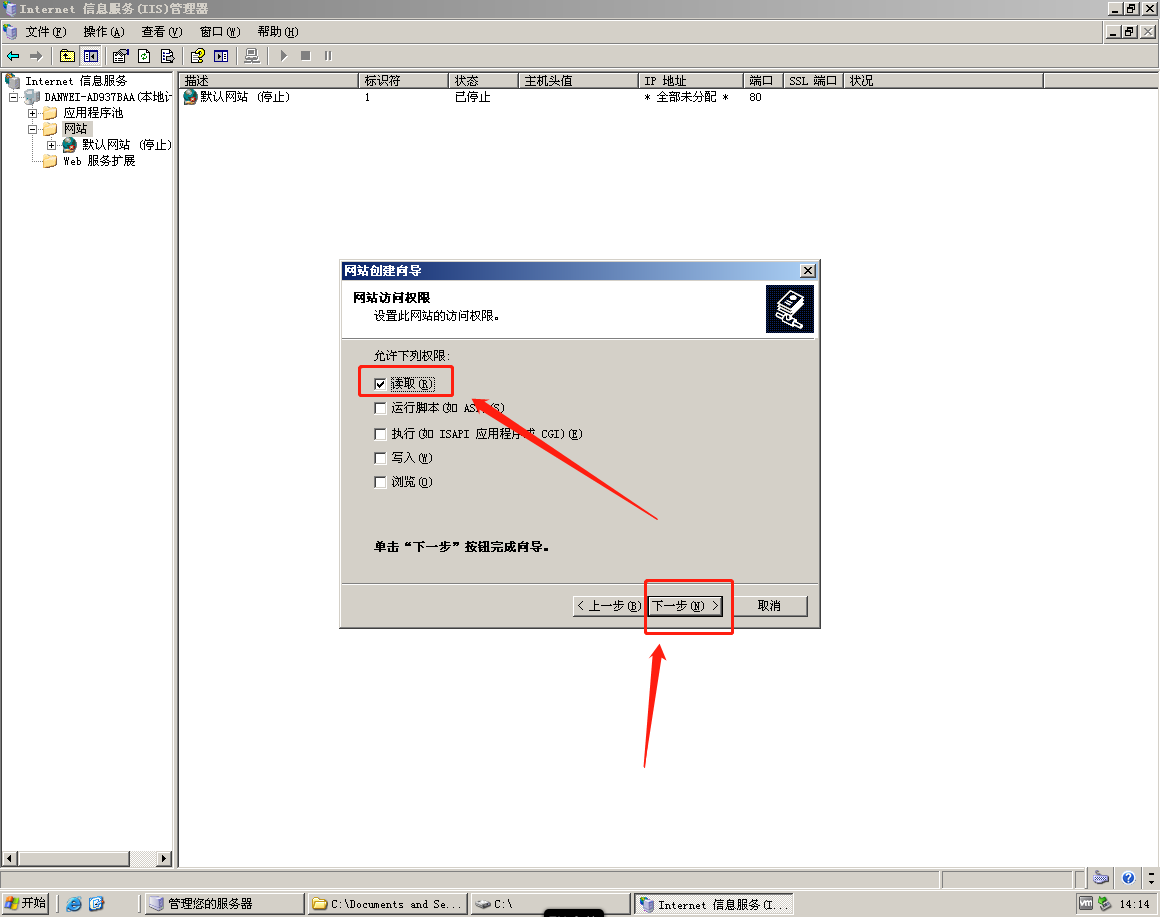 Internet 信息服务(IIS)管理器
文件(F) 操作(A) 查看(V) 窗口(W) 帮助(H)
Internet 信息服务
DANWEI-AD937BAA(本地计
应用程序池
网站
默认网站 (停止)
Web 服务扩展
描述 标识符 状态 主机头值 IP 地址 端口 SSL 端口 状况
默认网站 (停止) 1 已停止 * 全部未分配 * 80
网站创建向导
网站访问权限
设置此网站的访问权限。
允许下列权限:
读取(R)
运行脚本(如 AS (S)
执行(如 ISAPI 应用程序或 CGI)(E)
写入(W)
浏览(O)
单击“下一步”按钮完成向导。
< 上一步(B) 下一步(N) > 取消
开始 管理您的服务器 C:\Documents and Se... C:\ Internet 信息服务(I... 14:14